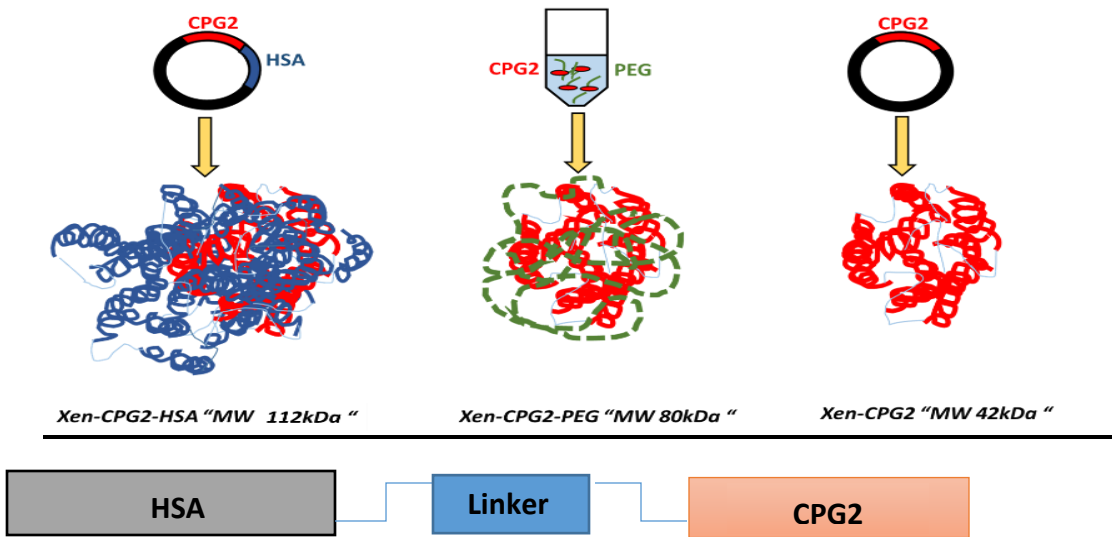 CPG2
HSA
CPG2
PEG
CPG2
Xen-CPG2-HSA “MW 112kDa “
Xen-CPG2-PEG “MW 80kDa “
Xen-CPG2 “MW 42kDa “
HSA
Linker
CPG2